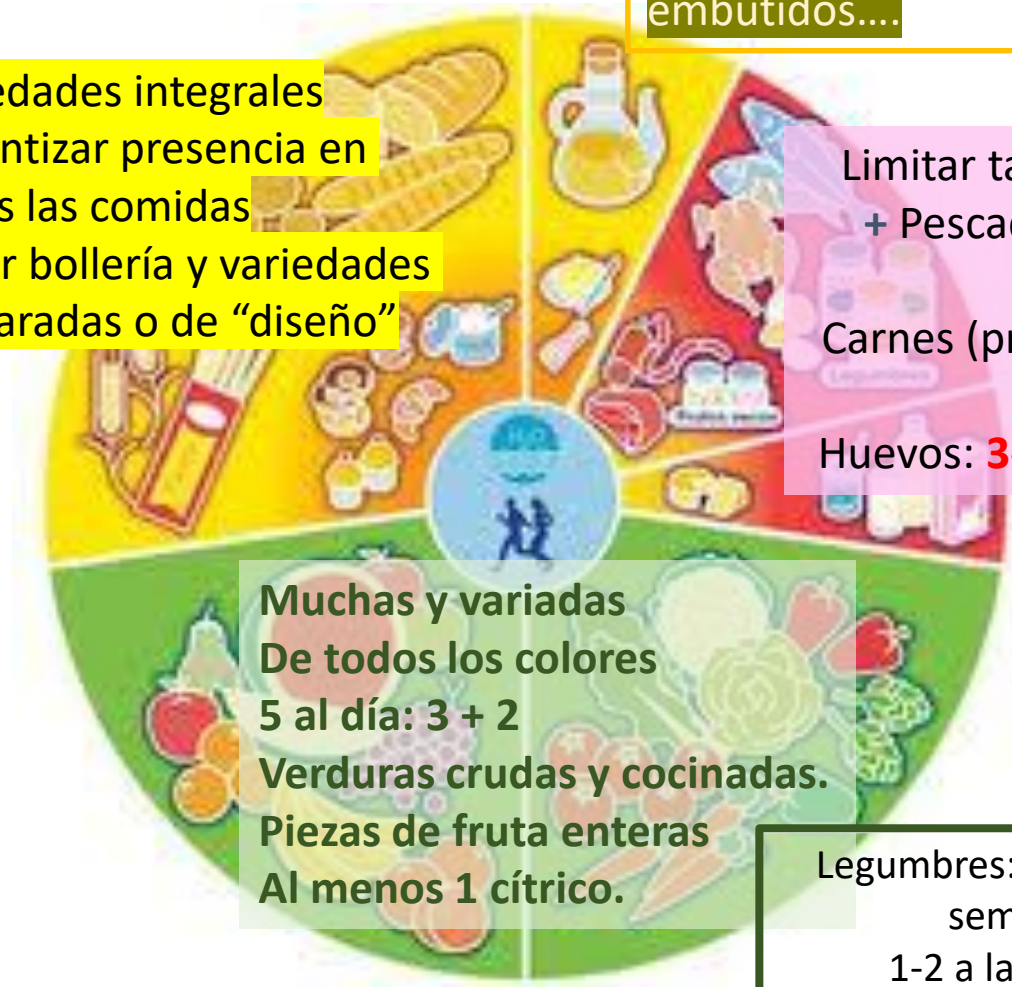 embutidos....
edades integrales
ntizar presencia en
s las comidas
r bollería y variedades
aradas o de “diseño”
Limitar ta
+ Pesca
Carnes (pr
Legumbres
Huevos: 3
H2O
Muchas y variadas
De todos los colores
5 al día: 3 + 2
Verduras crudas y cocinadas.
Piezas de fruta enteras
Al menos 1 cítrico.
Legumbres:
sem
1-2 a la